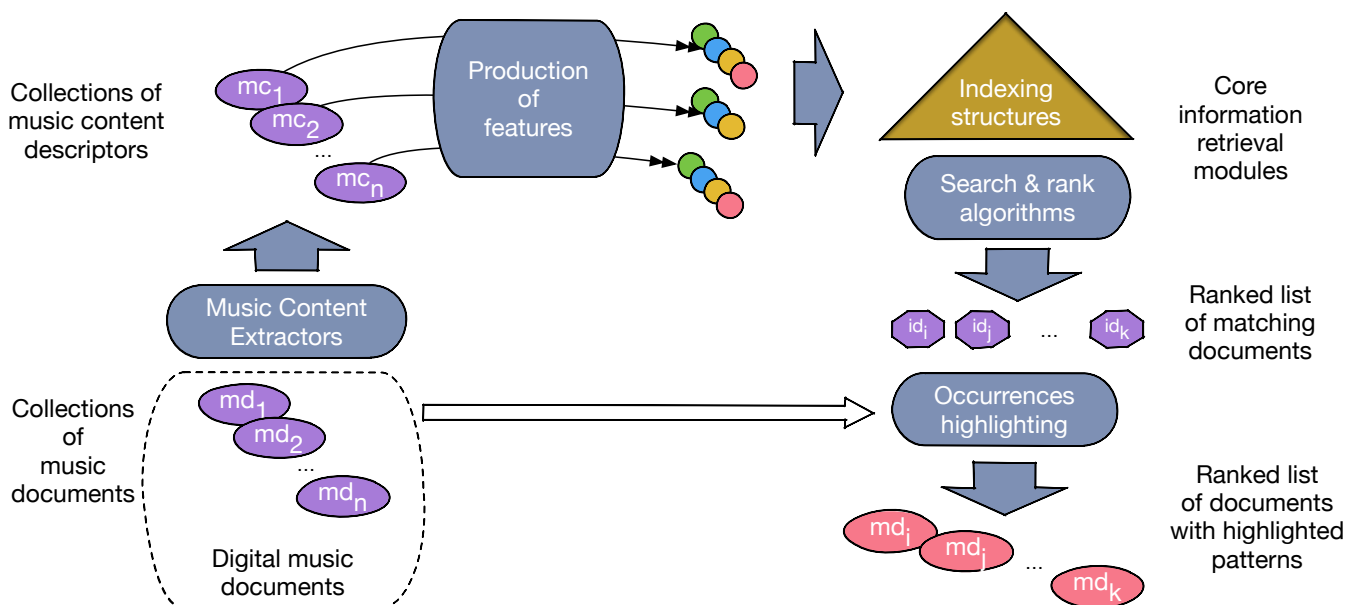 Collections of
music content
descriptors
mc1
mc2
...
mcn
Production
of
features
Indexing
structures
Search & rank
algorithms
Core
information
retrieval
modules
Music Content
Extractors
idi
idj
...
idk
Ranked list
of matching
documents
Collections
of
music
documents
md1
md2
...
mdn
Digital music
documents
Occurrences
highlighting
mdi
mdj
...
mdk
Ranked list
of documents
with highlighted
patterns